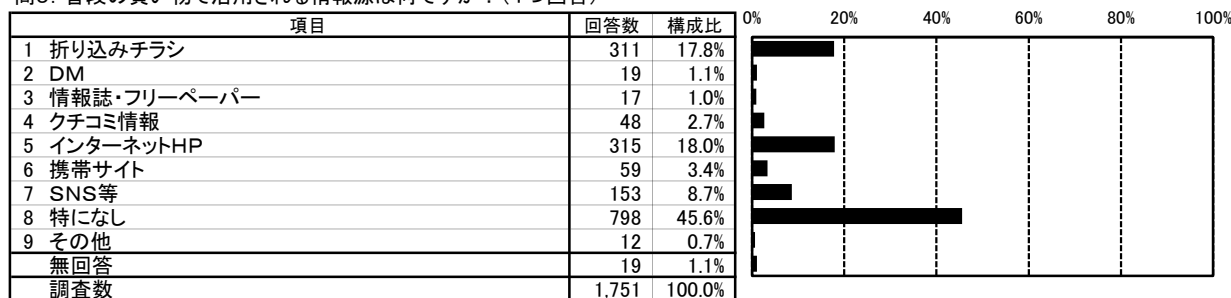 項目 回答数 構成比 0% 20% 40% 60% 80% 100%
1 折り込みチラシ 311 17.8%
2 DM 19 1.1%
3 情報誌・フリーペーパー 17 1.0%
4 クチコミ情報 48 2.7%
5 インターネットHP 315 18.0%
6 携帯サイト 59 3.4%
7 SNS等 153 8.7%
8 特になし 798 45.6%
9 その他 12 0.7%
無回答 19 1.1%
調査数 1,751 100.0%